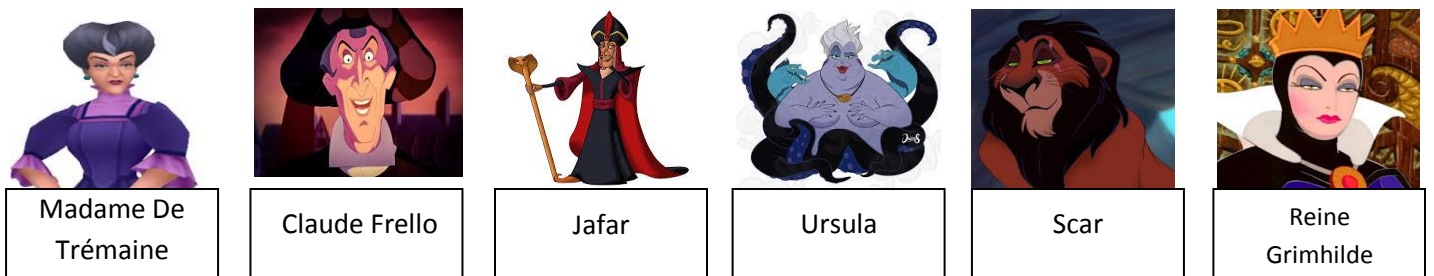 Madame De
Trémaine
Claude Frello
Jafar
Ursula
Scar
Reine
Grimhilde